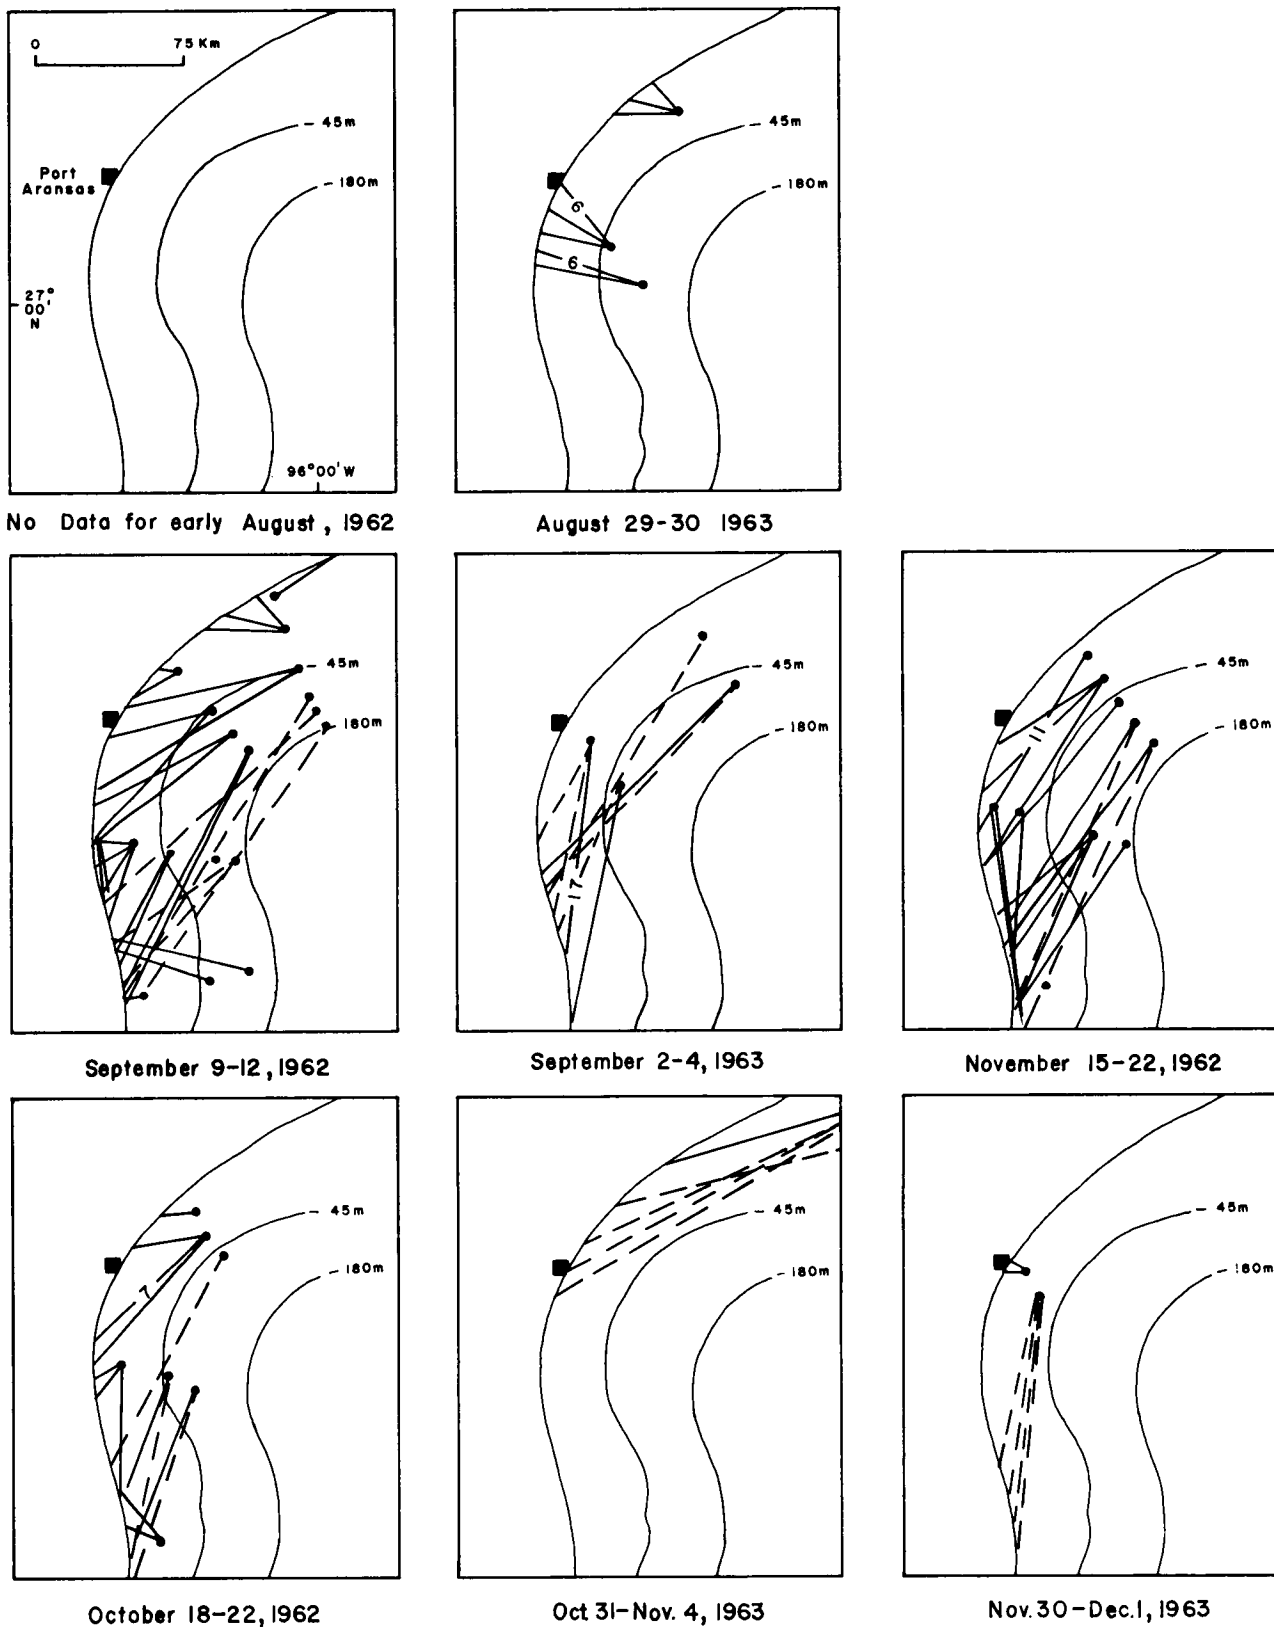 0 75 Km
- 45m
Port
Aransas
- 180m
27°
00'
N
96°00'W
No Data for early August, 1962
- 45m
- 180m
6
6
August 29-30 1963
- 45m
- 180m
September 9-12, 1962
- 45m
- 180m
17
September 2-4, 1963
- 45m
- 180m
11
November 15-22, 1962
- 45m
- 180m
7
October 18-22, 1962
- 45m
- 180m
Oct 31-Nov. 4, 1963
- 45m
- 180m
Nov. 30-Dec. 1, 1963